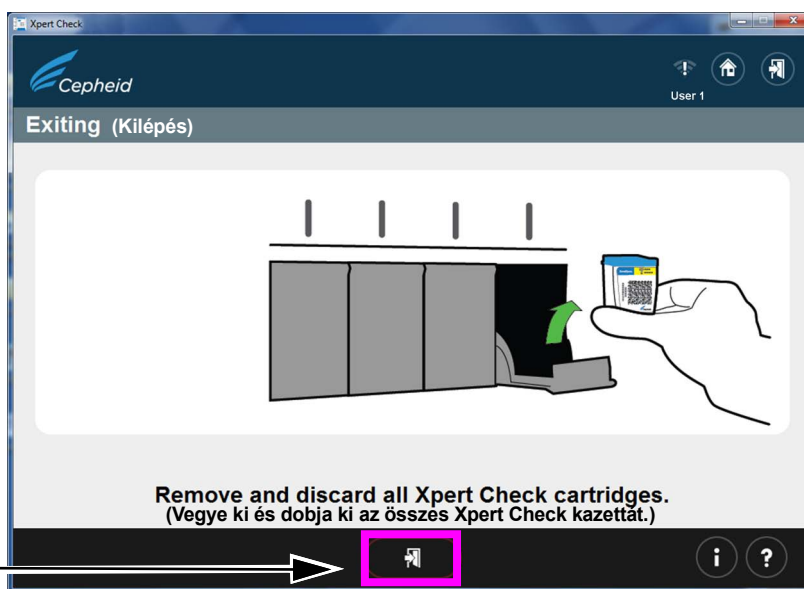 Xpert Check
Cepheid
User 1
Exiting (Kilépés)
Remove and discard all Xpert Check cartridges.
(Vegye ki és dobja ki az összes Xpert Check kazettát.)
i ?